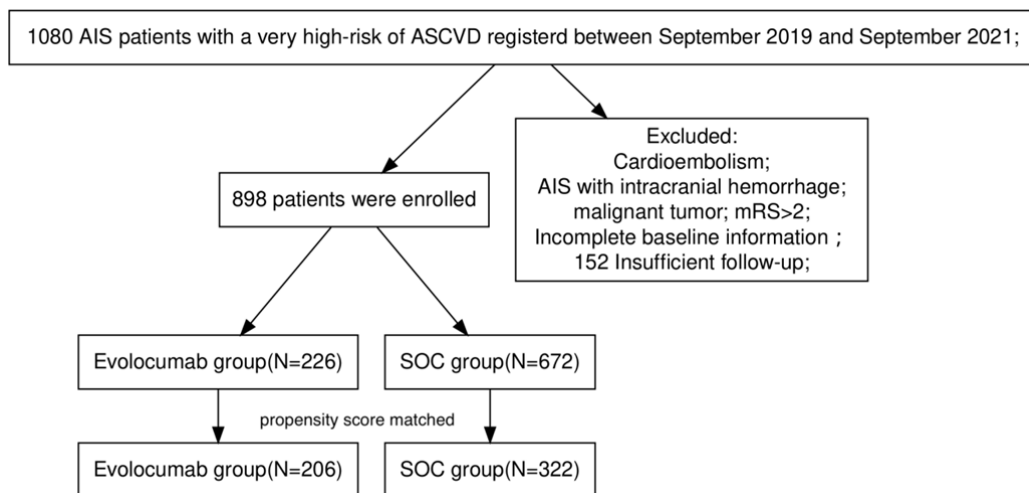 1080 AIS patients with a very high-risk of ASCVD registerd between September 2019 and September 2021;
Excluded:
Cardioembolism;
AIS with intracranial hemorrhage;
malignant tumor; mRS>2;
Incomplete baseline information ;
152 Insufficient follow-up;
898 patients were enrolled
Evolocumab group(N=226)
SOC group(N=672)
propensity score matched
Evolocumab group(N=206)
SOC group(N=322)